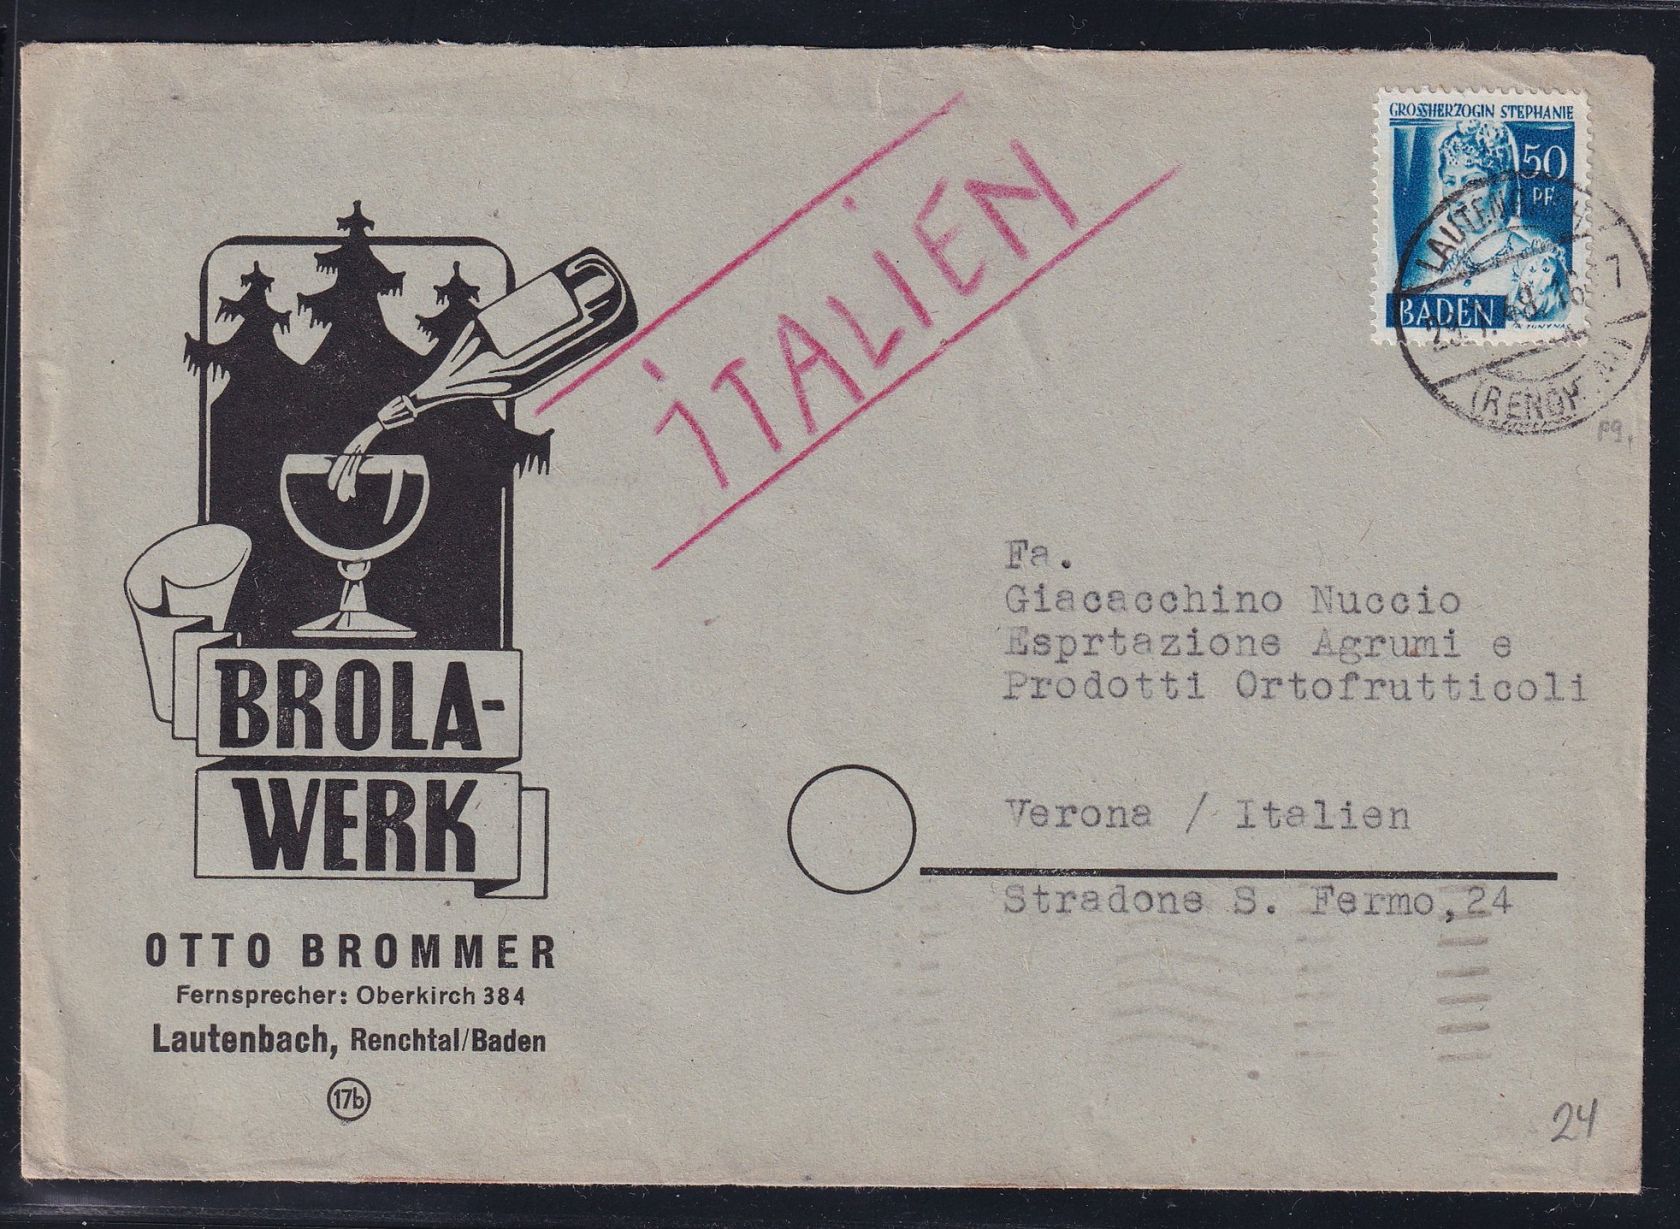 GROSSHERZOGIN STEPHANIE
50
PF.
BADEN
ITALIEN
BROLA-
WERK
OTTO BROMMER
Fernsprecher: Oberkirch 384
Lautenbach, Renchtal/Baden
17b
Fa.
Giacacchino Nuccio
Esprtazione Agrumi e
Prodotti Ortofrutticoli
Verona / Italien
Stradone S. Fermo,24
24